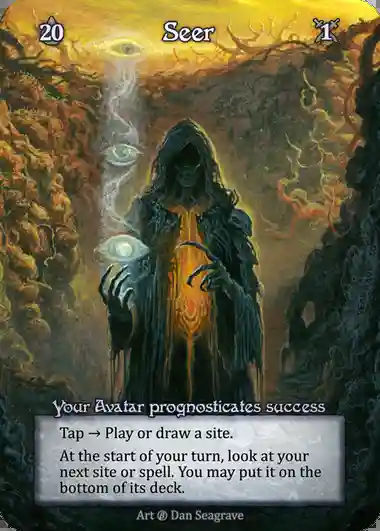 20 Seer 1
Your Avatar prognosticates success
Tap → Play or draw a site.
At the start of your turn, look at your
next site or spell. You may put it on the
bottom of its deck.
Art @ Dan Seagrave